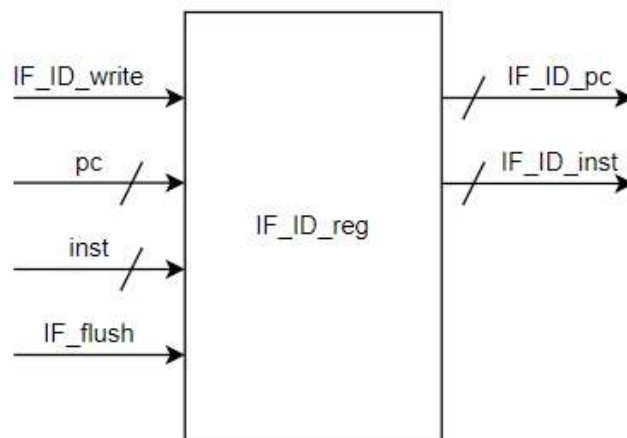 IF_ID_write
IF_ID_pc
pc
IF_ID_inst
IF_ID_reg
inst
IF_flush